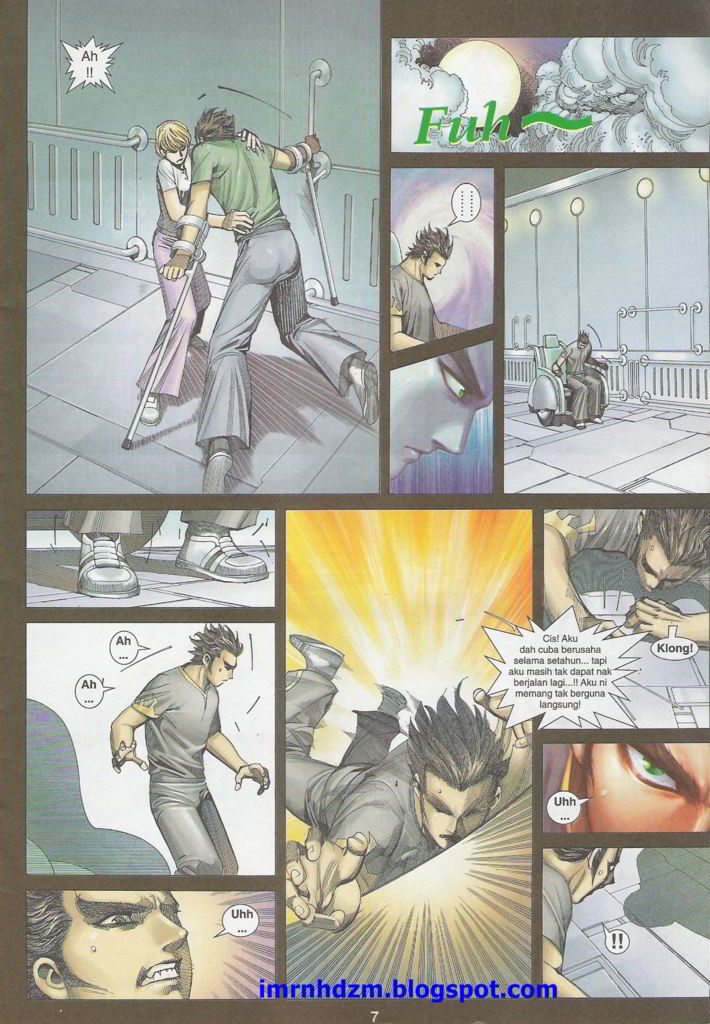 Ah
!!
Fuh~
......
Ah
...
Ah
...
Uhh
...
Cis! Aku
dah cuba berusaha
selama setahun... tapi
aku masih tak dapat nak
berjalan lagi...!! Aku ni
memang tak berguna
langsung!
Klong!
Uhh
...
!!
imrnhdzm.blogspot.com
7